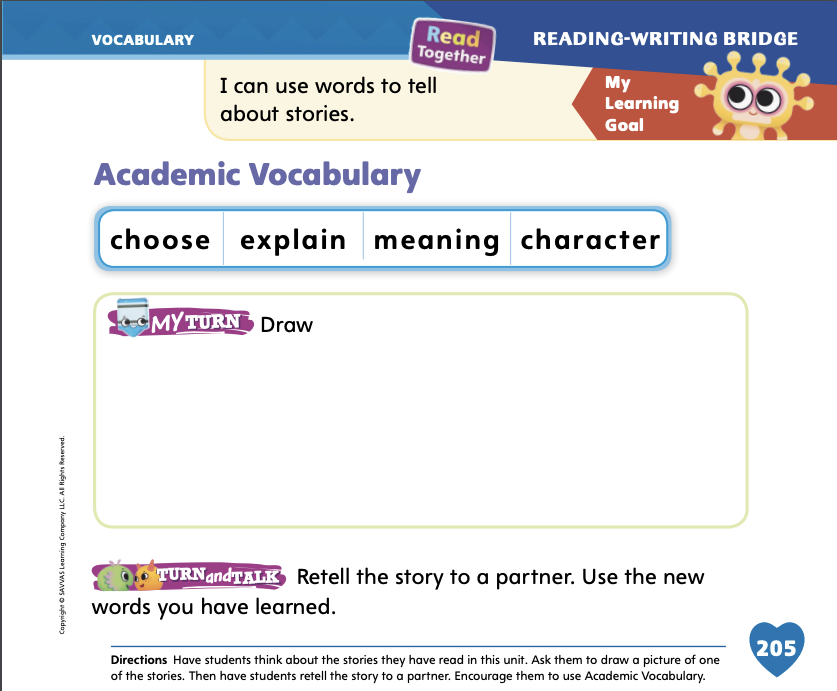 VOCABULARY
Read
Together
READING-WRITING BRIDGE
I can use words to tell
about stories.
My
Learning
Goal
Academic Vocabulary
choose explain meaning character
MY TURN Draw
TURN and TALK Retell the story to a partner. Use the new
words you have learned.
Copyright © SAVVAS Learning Company LLC. All Rights Reserved.
Directions Have students think about the stories they have read in this unit. Ask them to draw a picture of one
of the stories. Then have students retell the story to a partner. Encourage them to use Academic Vocabulary.
205